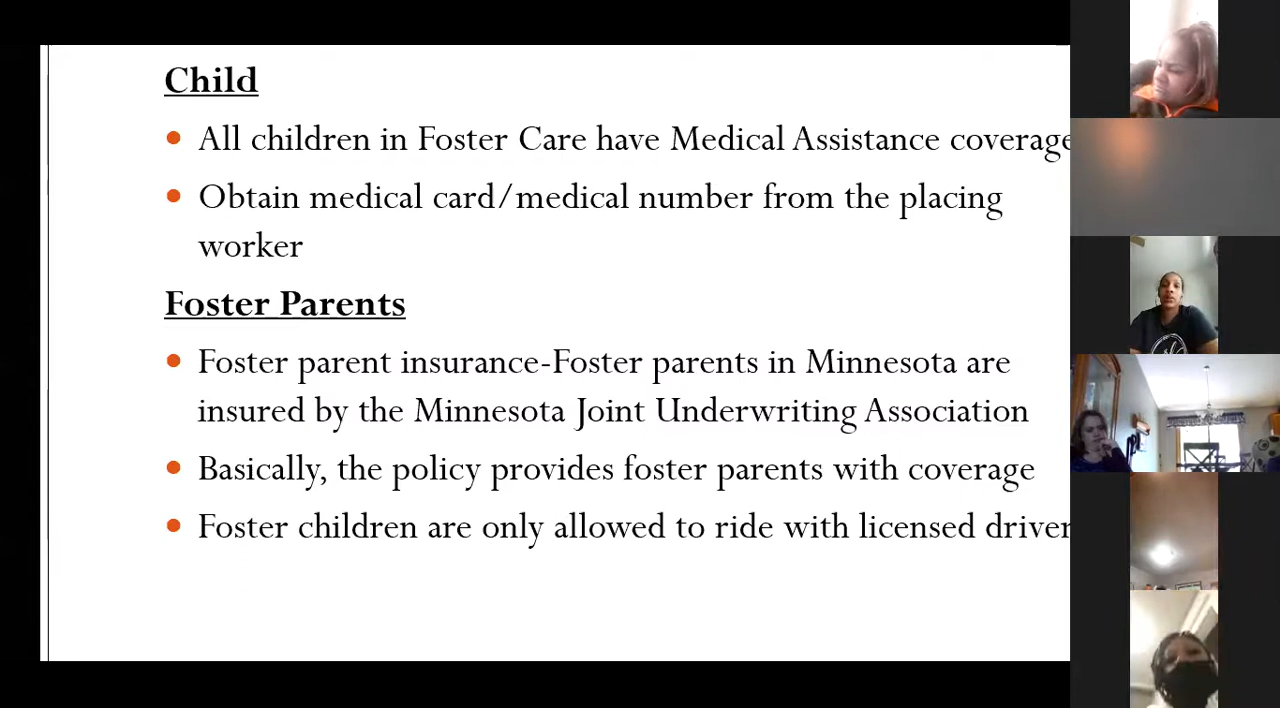 Child
All children in Foster Care have Medical Assistance coverage
Obtain medical card/medical number from the placing
worker
Foster Parents
Foster parent insurance-Foster parents in Minnesota are
insured by the Minnesota Joint Underwriting Association
Basically, the policy provides foster parents with coverage
Foster children are only allowed to ride with licensed driver